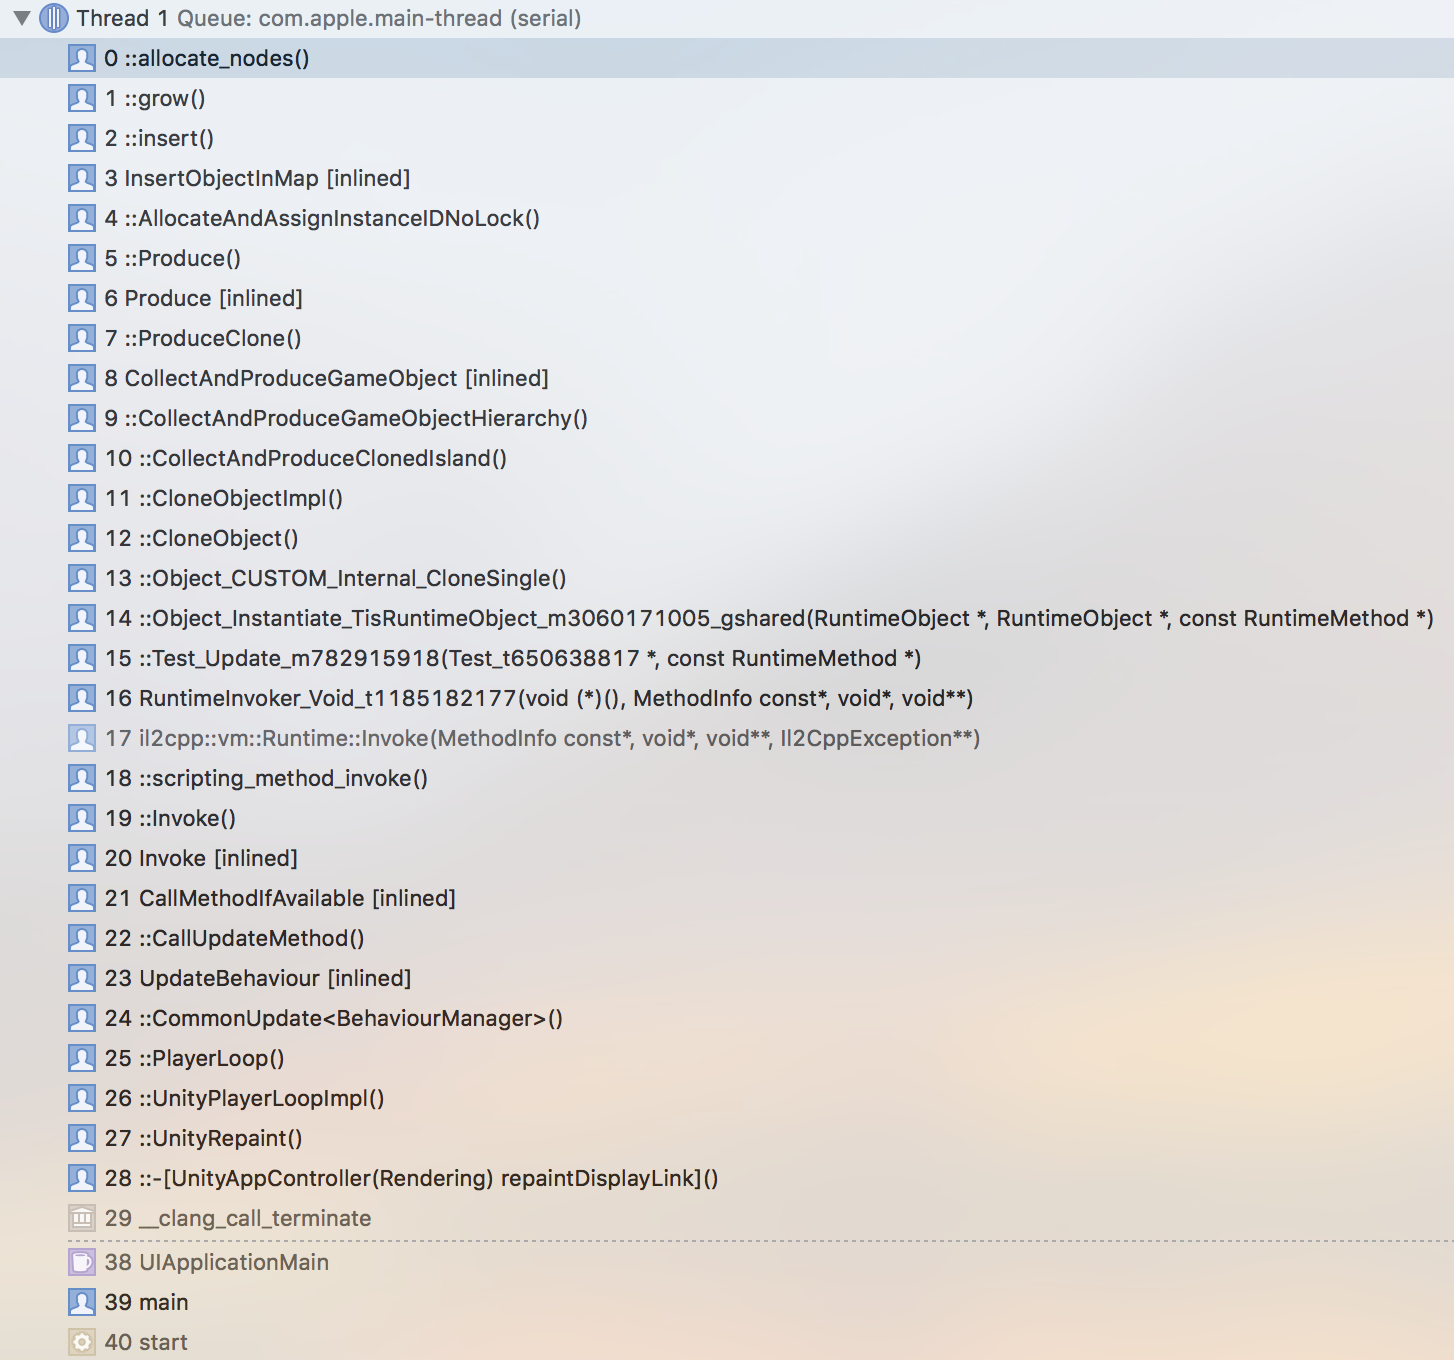 Thread 1 Queue: com.apple.main-thread (serial)
0 ::allocate_nodes()
1 ::grow()
2 ::insert()
3 InsertObjectInMap [inlined]
4 ::AllocateAndAssignInstanceIDNoLock()
5 ::Produce()
6 Produce [inlined]
7 ::ProduceClone()
8 CollectAndProduceGameObject [inlined]
9 ::CollectAndProduceGameObjectHierarchy()
10 ::CollectAndProduceClonedIsland()
11 ::CloneObjectImpl()
12 ::CloneObject()
13 ::Object_CUSTOM_Internal_CloneSingle()
14 ::Object_Instantiate_TisRuntimeObject_m3060171005_gshared(RuntimeObject *, RuntimeObject *, const RuntimeMethod *)
15 ::Test_Update_m782915918(Test_t650638817 *, const RuntimeMethod *)
16 RuntimeInvoker_Void_t1185182177(void (*)(), MethodInfo const*, void*, void**)
17 il2cpp::vm::Runtime::Invoke(MethodInfo const*, void*, void**, Il2CppException**)
18 ::scripting_method_invoke()
19 ::Invoke()
20 Invoke [inlined]
21 CallMethodIfAvailable [inlined]
22 ::CallUpdateMethod()
23 UpdateBehaviour [inlined]
24 ::CommonUpdate<BehaviourManager>()
25 ::PlayerLoop()
26 ::UnityPlayerLoopImpl()
27 ::UnityRepaint()
28 ::-[UnityAppController(Rendering) repaintDisplayLink]()
29 __clang_call_terminate
38 UIApplicationMain
39 main
40 start